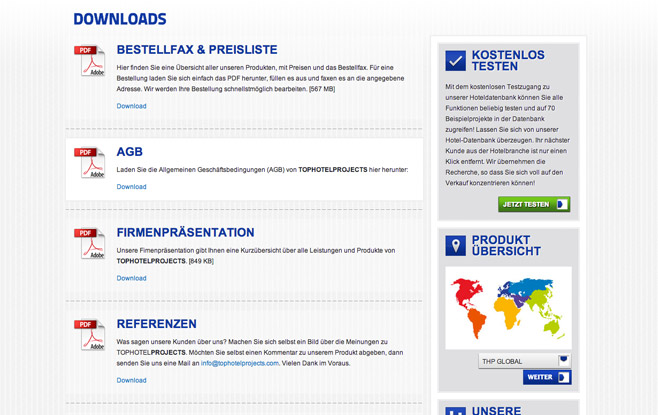 DOWNLOADS
PDF
Adobe
BESTELLFAX & PREISLISTE
Hier finden Sie eine Übersicht aller unseren Produkten, mit Preisen und das Bestellfax. Für eine
Bestellung laden Sie sich einfach das PDF herunter, füllen es aus und faxen es an die angegebene
Adresse. Wir werden Ihre Bestellung schnellstmöglich bearbeiten. [567 MB]
Download
PDF
Adobe
AGB
Laden Sie die Allgemeinen Geschäftsbedingungen (AGB) von TOPHOTELPROJECTS hier herunter:
Download
PDF
Adobe
FIRMENPRÄSENTATION
Unsere Fimenpräsentation gibt Ihnen eine Kurzübersicht über alle Leistungen und Produkte von
TOPHOTELPROJECTS. [849 KB]
Download
PDF
Adobe
REFERENZEN
Was sagen unsere Kunden über uns? Machen Sie sich selbst ein Bild über die Meinungen zu
TOPHOTELPROJECTS. Möchten Sie selbst einen Kommentar zu unserem Produkt abgeben, dann
senden Sie uns eine Mail an info@tophotelprojects.com. Vielen Dank im Voraus.
Download
KOSTENLOS
TESTEN
Mit dem kostenlosen Testzugang zu
unserer Hoteldatenbank können Sie alle
Funktionen beliebig testen und auf 70
Beispielprojekte in der Datenbank
zugreifen! Lassen Sie sich von unserer
Hotel-Datenbank überzeugen. Ihr nächster
Kunde aus der Hotelbranche ist nur einen
Klick entfernt. Wir übernehmen die
Recherche, so dass Sie sich voll auf den
Verkauf konzentrieren können!
JETZT TESTEN
PRODUKT
ÜBERSICHT
THP GLOBAL
WEITER
UNSERE